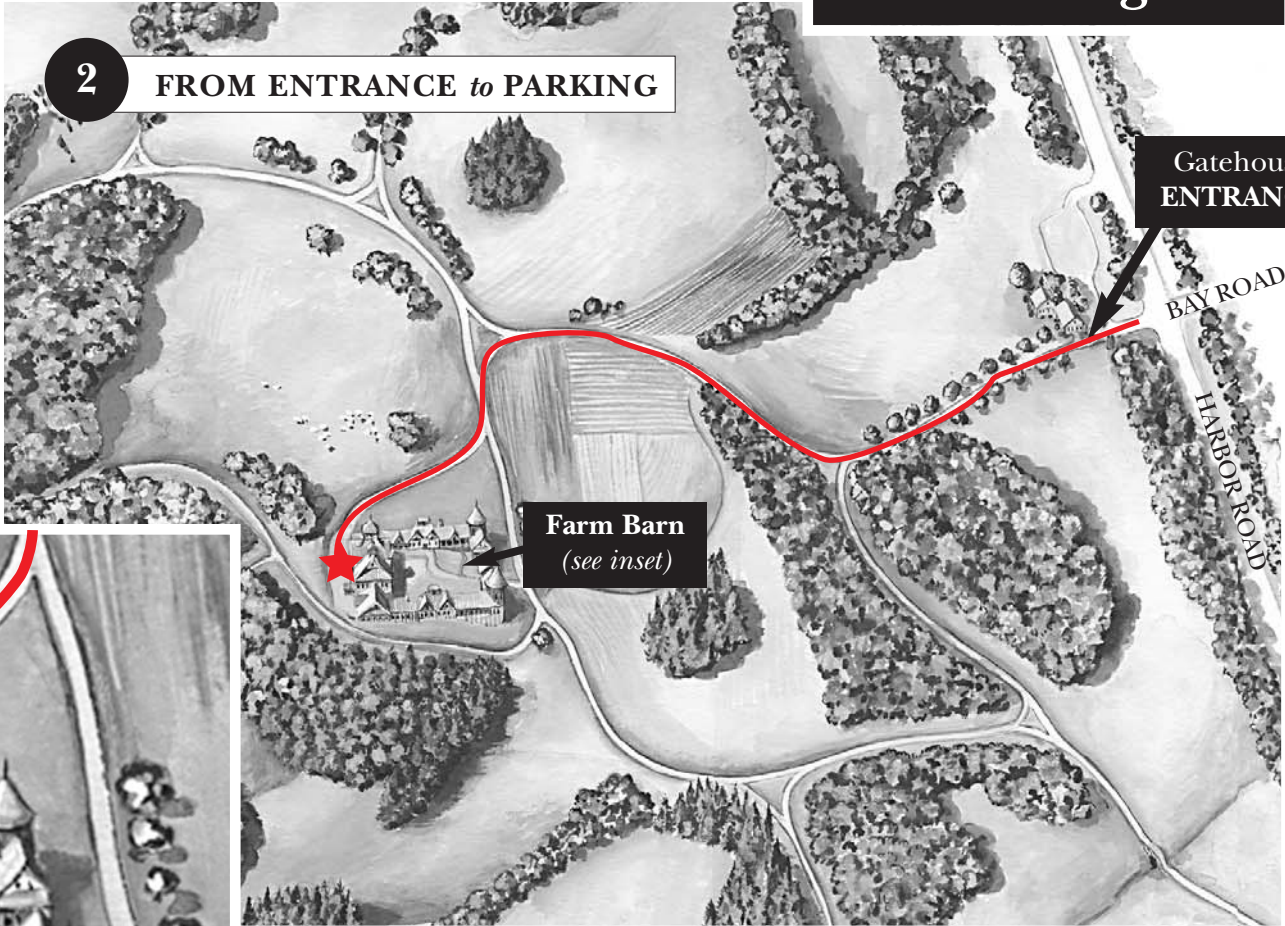 2
FROM ENTRANCE to PARKING
Gatehou
ENTRAN
BAY ROAD
HARBOR ROAD
Farm Barn
(see inset)